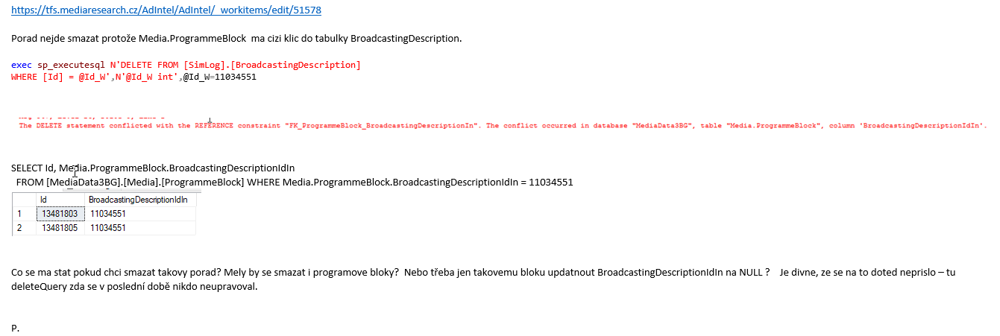 https://tfs.mediaresearch.cz/AdIntel/AdIntel/_workitems/edit/51578
Porad nejde smazat protože Media.ProgrammeBlock  ma cizi klic do tabulky BroadcastingDescription.
exec sp_executesql N'DELETE FROM [SimLog].[BroadcastingDescription]
WHERE [Id] = @Id_W',N'@Id_W int',@Id_W=11034551
The DELETE statement conflicted with the REFERENCE constraint "FK_ProgrammeBlock_BroadcastingDescriptionIn". The conflict occurred in database "MediaData3BG", table "Media.ProgrammeBlock", column 'BroadcastingDescriptionIdIn'.
SELECT Id, Media.ProgrammeBlock.BroadcastingDescriptionIdIn
FROM [MediaData3BG].[Media].[ProgrammeBlock] WHERE Media.ProgrammeBlock.BroadcastingDescriptionIdIn = 11034551
Id BroadcastingDescriptionIdIn
1 13481803 11034551
2 13481805 11034551
Co se ma stat pokud chci smazat takovy porad? Mely by se smazat i programove bloky?  Nebo třeba jen takovemu bloku updatnout BroadcastingDescriptionIdIn na NULL ?   Je divne, ze se na to doted neprislo – tu
deleteQuery zda se v poslední době nikdo neupravoval.
P.